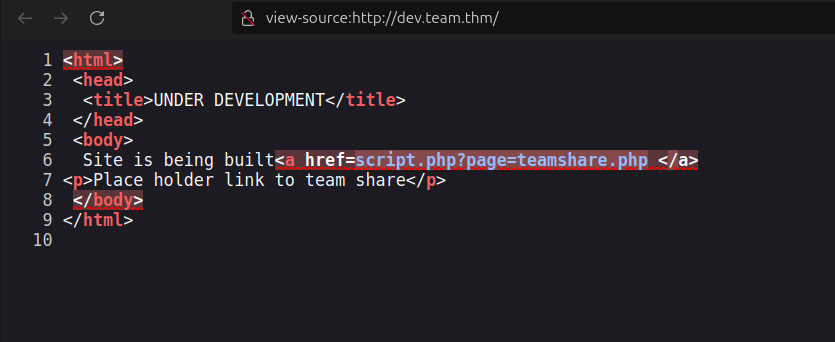 view-source:http://dev.team.thm/
1 <html>
2 <head>
3 <title>UNDER DEVELOPMENT</title>
4 </head>
5 <body>
6 Site is being built<a href=script.php?page=teamshare.php </a>
7 <p>Place holder link to team share</p>
8 </body>
9 </html>
10